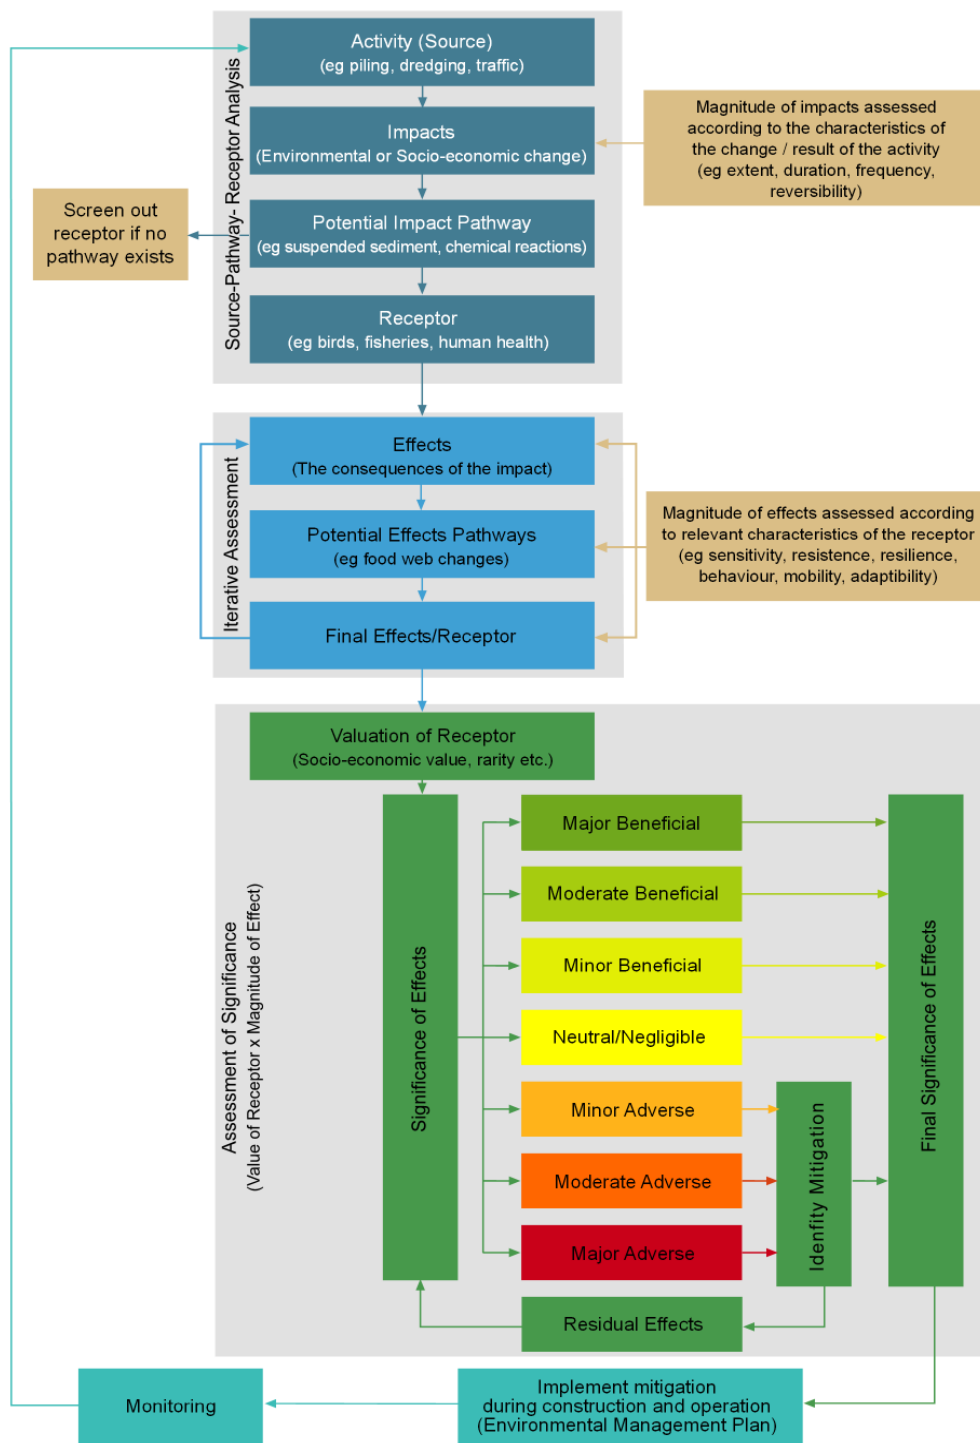 Source-Pathway- Receptor Analysis
Activity (Source)
(eg piling, dredging, traffic)
Impacts
(Environmental or Socio-economic change)
Magnitude of impacts assessed
according to the characteristics of
the change / result of the activity
(eg extent, duration, frequency,
reversibility)
Potential Impact Pathway
(eg suspended sediment, chemical reactions)
Screen out
receptor if no
pathway exists
Receptor
(eg birds, fisheries, human health)
Iterative Assessment
Effects
(The consequences of the impact)
Potential Effects Pathways
(eg food web changes)
Final Effects/Receptor
Magnitude of effects assessed according
to relevant characteristics of the receptor
(eg sensitivity, resistence, resilience,
behaviour, mobility, adaptibility)
Assessment of Significance
(Value of Receptor x Magnitude of Effect)
Valuation of Receptor
(Socio-economic value, rarity etc.)
Significance of Effects
Major Beneficial
Moderate Beneficial
Minor Beneficial
Neutral/Negligible
Minor Adverse
Moderate Adverse
Major Adverse
Idenfity Mitigation
Final Significance of Effects
Residual Effects
Implement mitigation
during construction and operation
(Environmental Management Plan)
Monitoring